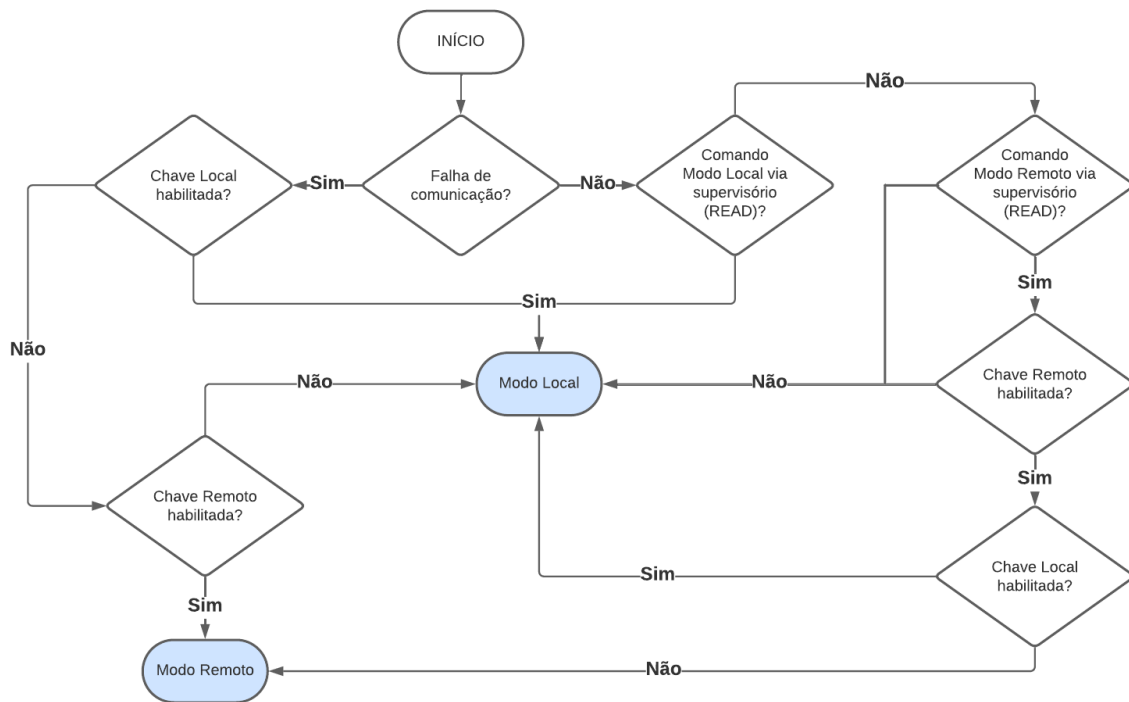 INÍCIO
Não
Chave Local
habilitada?
Sim
Falha de
comunicação?
Não
Comando
Modo Local via
supervisório
(READ)?
Comando
Modo Remoto via
supervisório
(READ)?
Sim
Sim
Não
Não
Modo Local
Não
Chave Remoto
habilitada?
Sim
Chave Remoto
habilitada?
Sim
Chave Local
habilitada?
Sim
Modo Remoto
Não